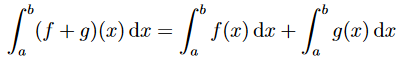 ∫_a^b (f + g)(x) dx = ∫_a^b f(x) dx + ∫_a^b g(x) dx